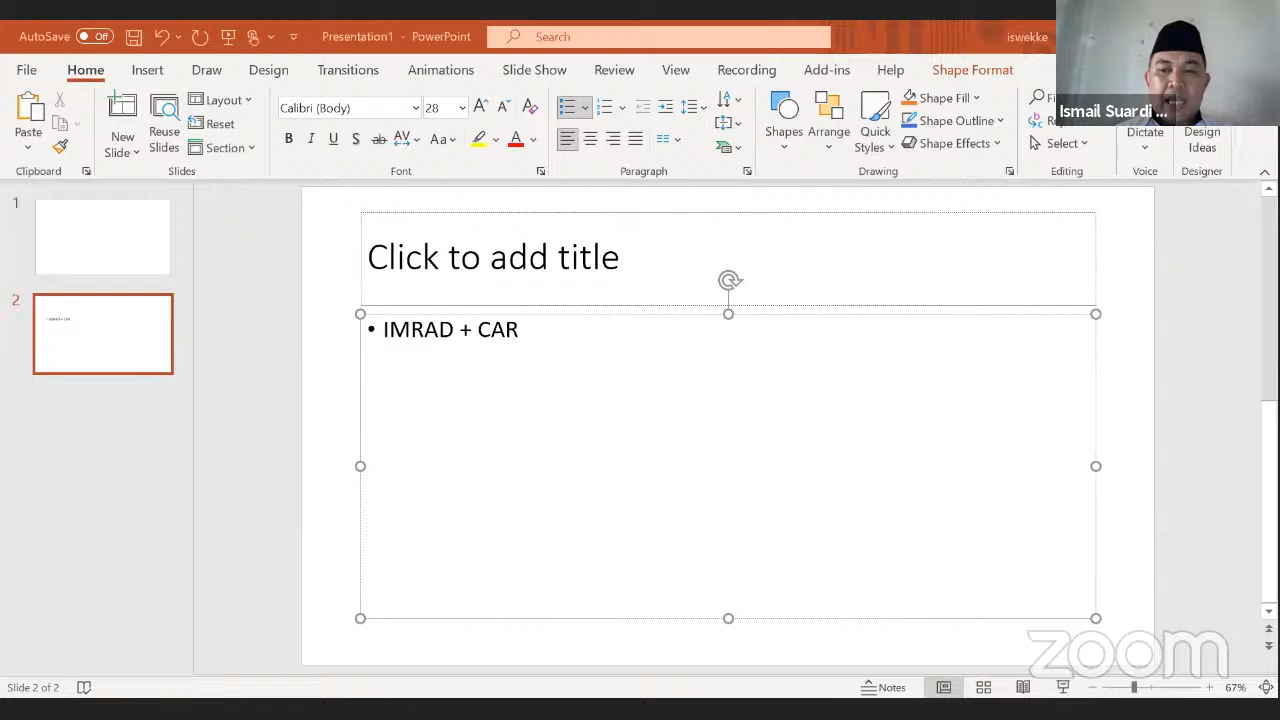 AutoSave Off Presentation1 - PowerPoint Search iswekke
File Home Insert Draw Design Transitions Animations Slide Show Review View Recording Add-ins Help Shape Format
Ismail Suardi ...
Paste
New
Slide
Reuse
Slides
Layout
Reset
Section
Calibri (Body) 28
B I U S ab AV Aa A
Shapes
Arrange
Quick
Styles
Shape Fill
Shape Outline
Shape Effects
Select
Dictate
Design
Ideas
Clipboard Slides Font Paragraph Drawing Editing Voice Designer
1
2
Click to add title
• IMRAD + CAR
zoom
Slide 2 of 2 Notes 67%